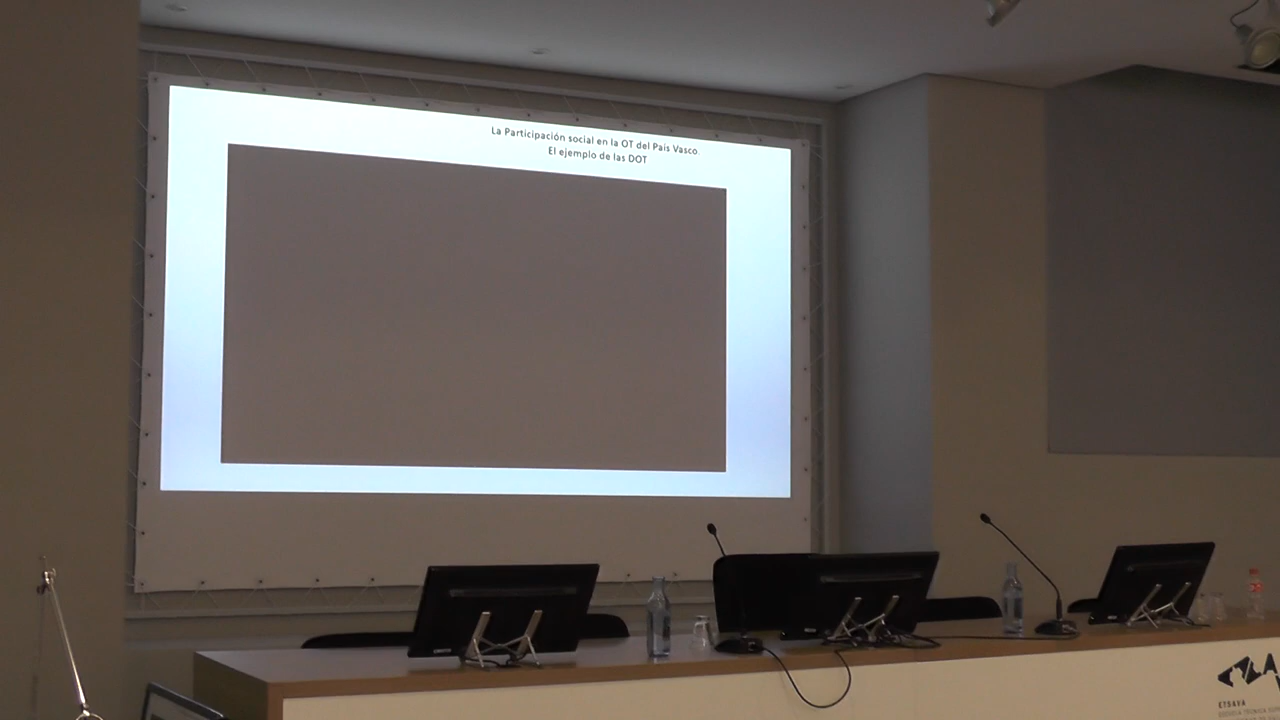 La Participación social en la OT del País Vasco.
El ejemplo de las DOT
ETSAVA